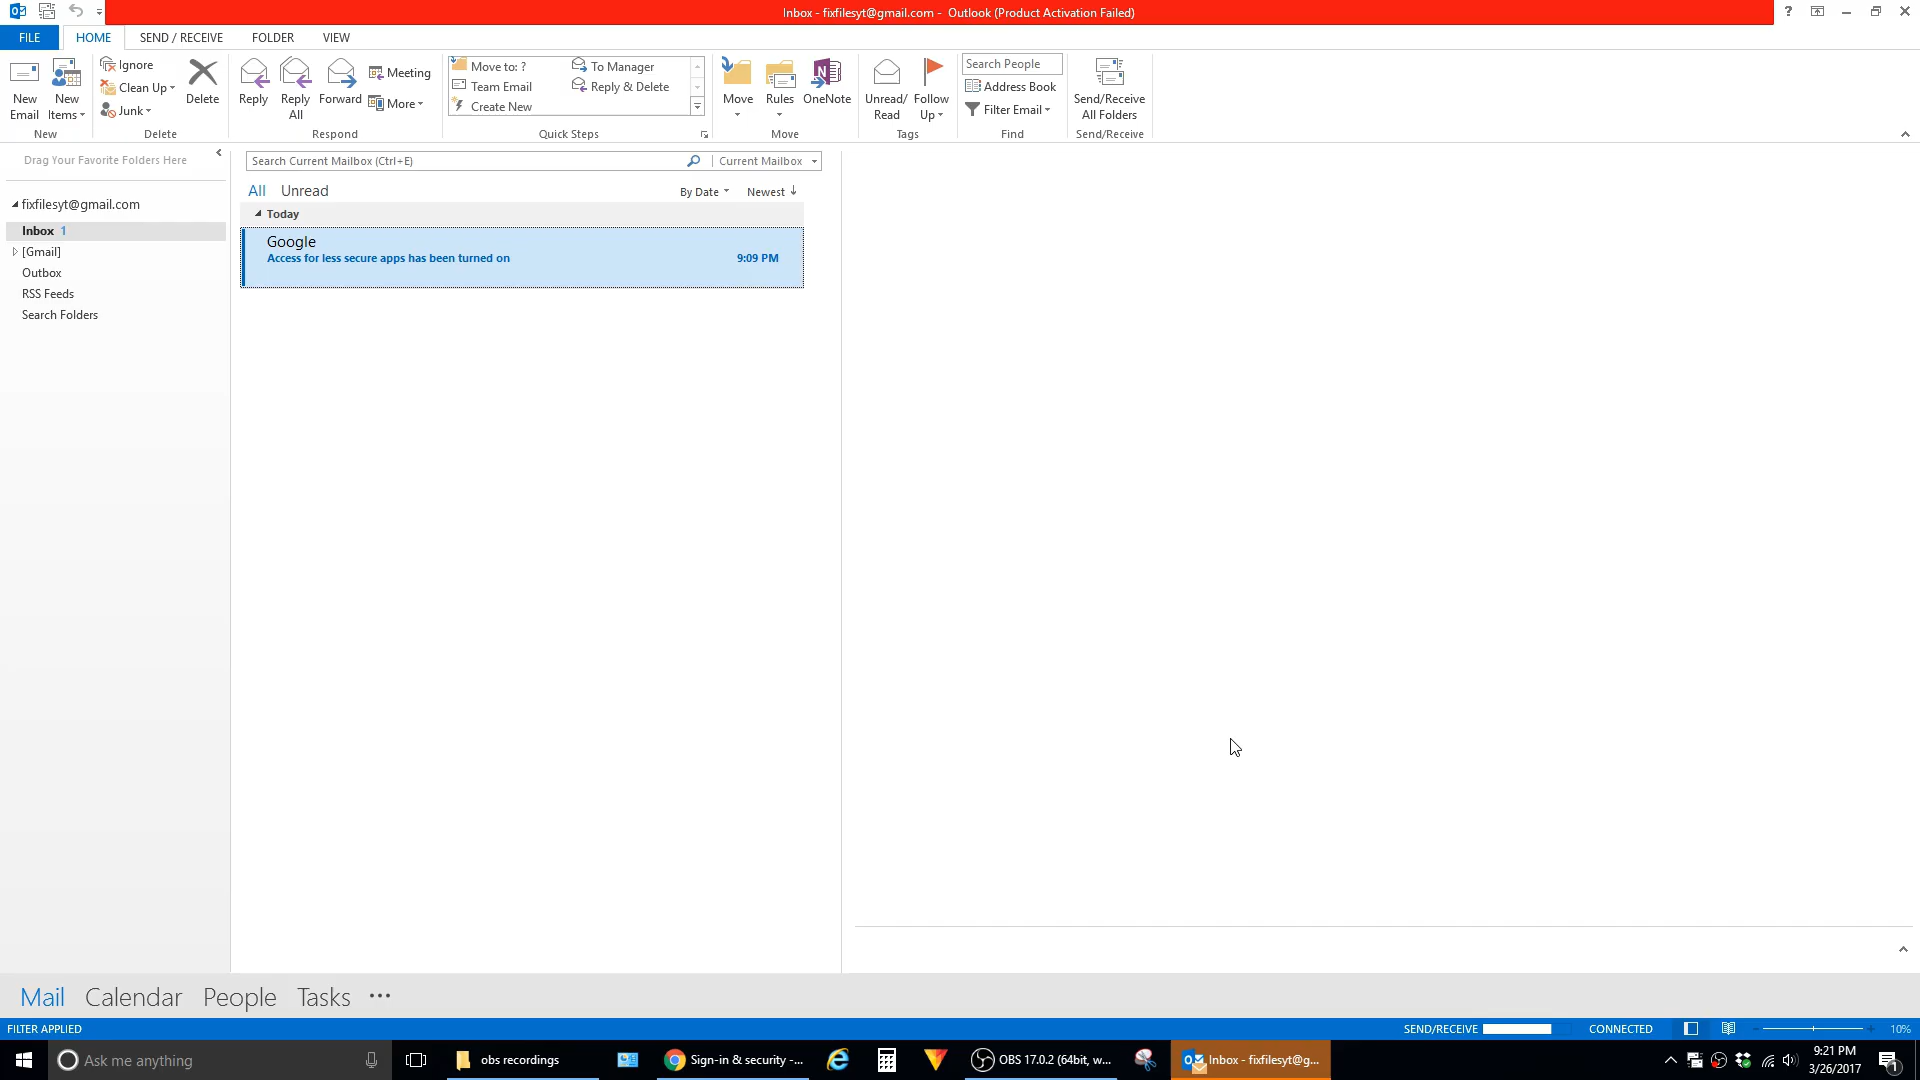 Inbox - fixfilesyt@gmail.com - Outlook (Product Activation Failed)
?
FILE HOME SEND / RECEIVE FOLDER VIEW
New Email
New Items
Ignore
Clean Up
Junk
Delete
Reply
Reply All
Forward
Meeting
More
Move to: ?
Team Email
Create New
To Manager
Reply & Delete
Move
Rules
OneNote
Unread/ Read
Follow Up
Search People
Address Book
Filter Email
Send/Receive All Folders
New
Delete
Respond
Quick Steps
Move
Tags
Find
Send/Receive
Drag Your Favorite Folders Here
fixfilesyt@gmail.com
Inbox 1
[Gmail]
Outbox
RSS Feeds
Search Folders
Search Current Mailbox (Ctrl+E)
Current Mailbox
All Unread
By Date Newest
Today
Google
Access for less secure apps has been turned on 9:09 PM
Mail Calendar People Tasks •••
FILTER APPLIED
SEND/RECEIVE
CONNECTED
10%
Ask me anything
obs recordings
Sign-in & security -...
OBS 17.0.2 (64bit, w...
Inbox - fixfilesyt@g...
9:21 PM
3/26/2017
1